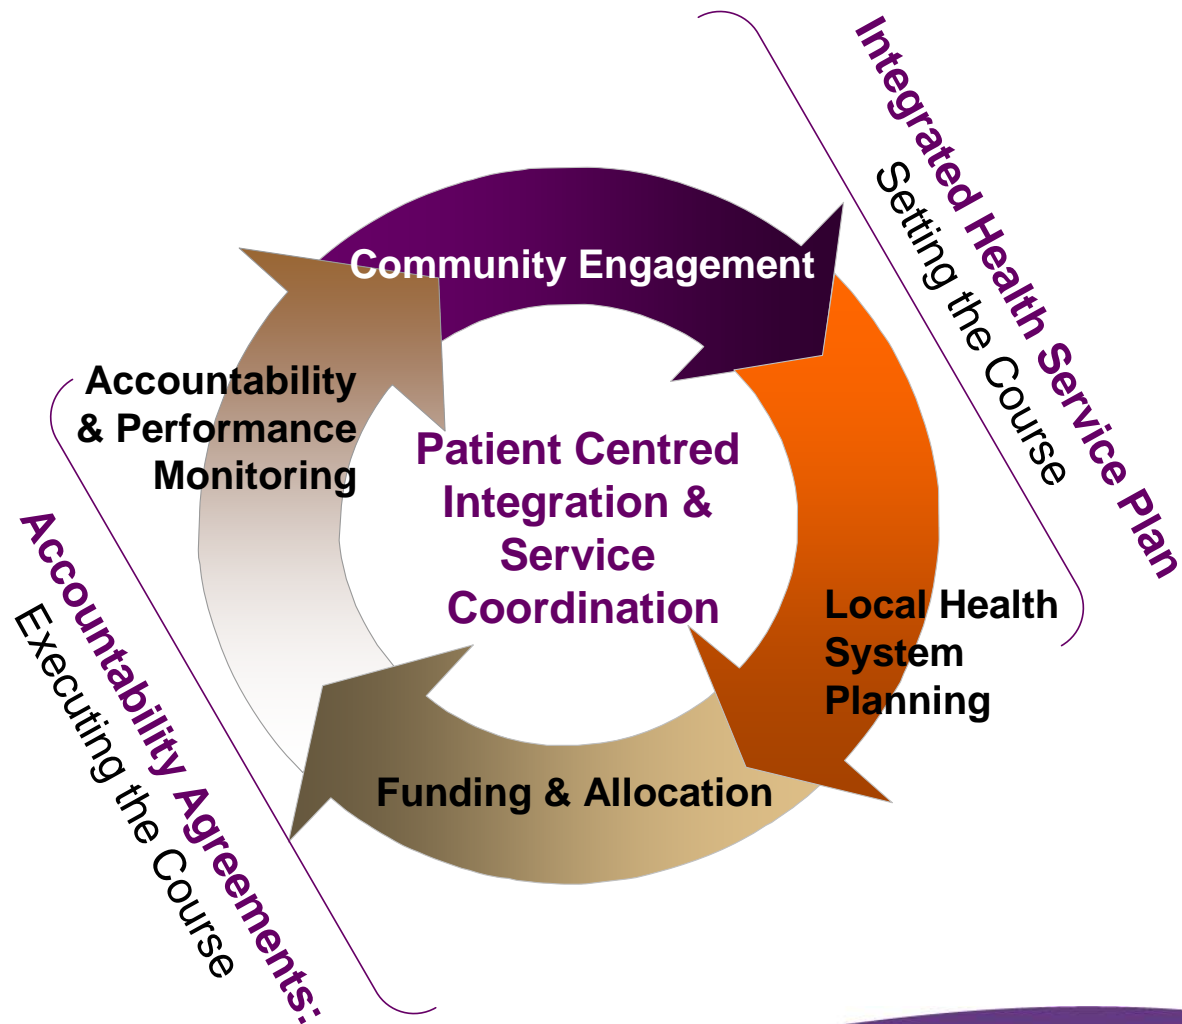 Integrated Health Service Plan
Setting the Course
Community Engagement
Accountability
& Performance
Monitoring
Patient Centred
Integration &
Service
Coordination
Local Health
System
Planning
Funding & Allocation
Accountability Agreements:
Executing the Course